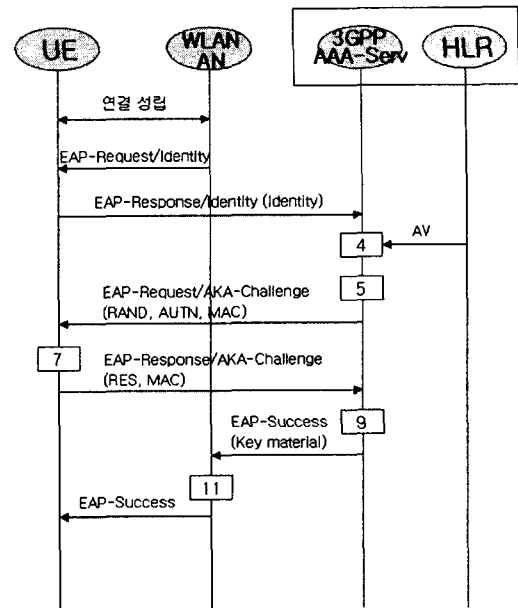 UE
WLAN
AN
3GPP
AAA-Serv
HLR
연결 성립
EAP-Request/Identity
EAP-Response/Identity (Identity)
4
AV
5
EAP-Request/AKA-Challenge
(RAND, AUTN, MAC)
7
EAP-Response/AKA-Challenge
(RES, MAC)
9
EAP-Success
(Key material)
11
EAP-Success